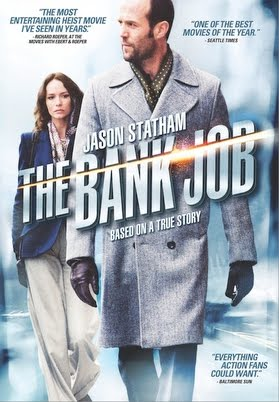 "THE MOST
ENTERTAINING HEIST MOVIE
I'VE SEEN IN YEARS."
- RICHARD ROEPER, AT THE
MOVIES WITH EBERT & ROEPER
"ONE OF THE BEST
MOVIES OF THE YEAR."
- SEATTLE TIMES
JASON STATHAM
THE BANK JOB
BASED ON A TRUE STORY
"EVERYTHING
ACTION FANS
COULD WANT."
- BALTIMORE SUN